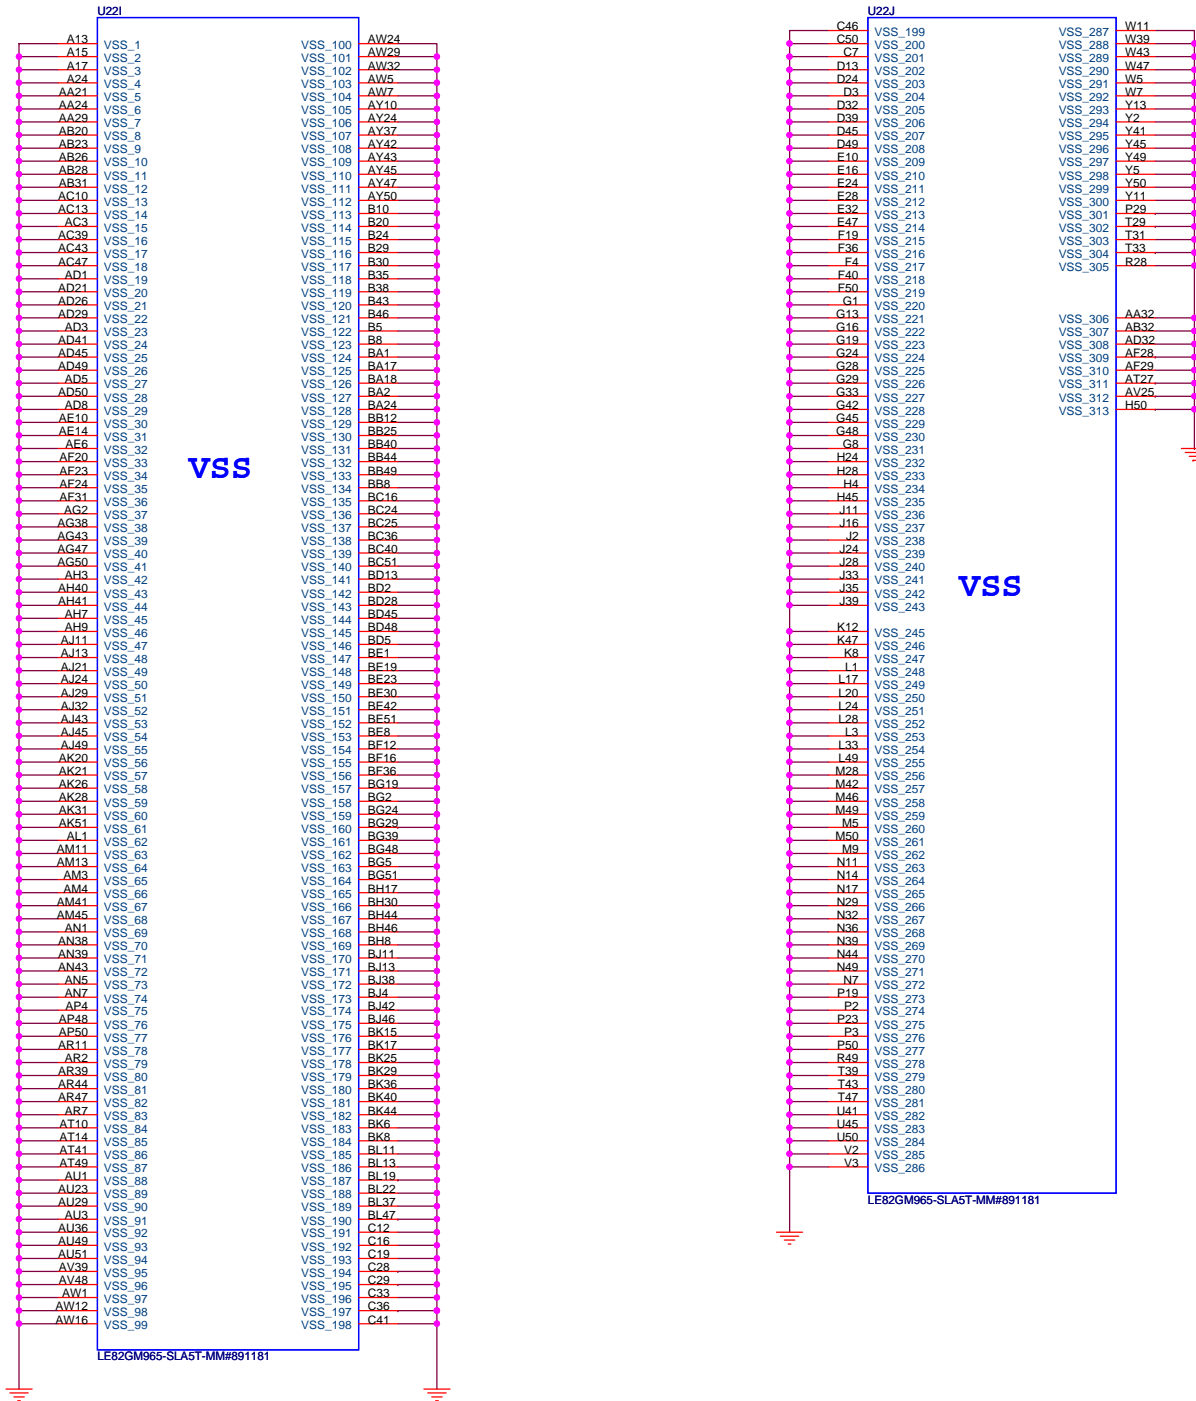 U22I
A13 VSS_1 VSS_100 AW24
A15 VSS_2 VSS_101 AW29
A17 VSS_3 VSS_102 AW32
A24 VSS_4 VSS_103 AW5
AA21 VSS_5 VSS_104 AW7
AA24 VSS_6 VSS_105 AY10
AA29 VSS_7 VSS_106 AY24
AB20 VSS_8 VSS_107 AY37
AB23 VSS_9 VSS_108 AY42
AB26 VSS_10 VSS_109 AY43
AB28 VSS_11 VSS_110 AY45
AB31 VSS_12 VSS_111 AY47
AC10 VSS_13 VSS_112 AY50
AC13 VSS_14 VSS_113 B10
AC3 VSS_15 VSS_114 B20
AC39 VSS_16 VSS_115 B24
AC43 VSS_17 VSS_116 B29
AC47 VSS_18 VSS_117 B30
AD1 VSS_19 VSS_118 B35
AD21 VSS_20 VSS_119 B38
AD26 VSS_21 VSS_120 B43
AD29 VSS_22 VSS_121 B46
AD3 VSS_23 VSS_122 B5
AD41 VSS_24 VSS_123 B8
AD45 VSS_25 VSS_124 BA1
AD49 VSS_26 VSS_125 BA17
AD5 VSS_27 VSS_126 BA18
AD50 VSS_28 VSS_127 BA2
AD8 VSS_29 VSS_128 BA24
AE10 VSS_30 VSS_129 BB12
AE14 VSS_31 VSS_130 BB25
AE6 VSS_32 VSS_131 BB40
AF20 VSS_33 VSS_132 BB44
AF23 VSS_34 VSS_133 BB49
AF24 VSS_35 VSS_134 BB8
AF31 VSS_36 VSS_135 BC16
AG2 VSS_37 VSS_136 BC24
AG38 VSS_38 VSS_137 BC25
AG43 VSS_39 VSS_138 BC36
AG47 VSS_40 VSS_139 BC40
AG50 VSS_41 VSS_140 BC51
AH3 VSS_42 VSS_141 BD13
AH40 VSS_43 VSS_142 BD2
AH41 VSS_44 VSS_143 BD28
AH7 VSS_45 VSS_144 BD45
AH9 VSS_46 VSS_145 BD48
AJ11 VSS_47 VSS_146 BD5
AJ13 VSS_48 VSS_147 BE1
AJ21 VSS_49 VSS_148 BE19
AJ24 VSS_50 VSS_149 BE23
AJ29 VSS_51 VSS_150 BE30
AJ32 VSS_52 VSS_151 BE42
AJ43 VSS_53 VSS_152 BE51
AJ45 VSS_54 VSS_153 BE8
AJ49 VSS_55 VSS_154 BF12
AK20 VSS_56 VSS_155 BF16
AK21 VSS_57 VSS_156 BF36
AK26 VSS_58 VSS_157 BG19
AK28 VSS_59 VSS_158 BG2
AK31 VSS_60 VSS_159 BG24
AK51 VSS_61 VSS_160 BG29
AL1 VSS_62 VSS_161 BG39
AM11 VSS_63 VSS_162 BG48
AM13 VSS_64 VSS_163 BG5
AM3 VSS_65 VSS_164 BG51
AM4 VSS_66 VSS_165 BH17
AM41 VSS_67 VSS_166 BH30
AM45 VSS_68 VSS_167 BH44
AN1 VSS_69 VSS_168 BH46
AN38 VSS_70 VSS_169 BH8
AN39 VSS_71 VSS_170 BJ11
AN43 VSS_72 VSS_171 BJ13
AN5 VSS_73 VSS_172 BJ38
AN7 VSS_74 VSS_173 BJ4
AP4 VSS_75 VSS_174 BJ42
AP48 VSS_76 VSS_175 BJ46
AP50 VSS_77 VSS_176 BK15
AR11 VSS_78 VSS_177 BK17
AR2 VSS_79 VSS_178 BK25
AR39 VSS_80 VSS_179 BK29
AR44 VSS_81 VSS_180 BK36
AR47 VSS_82 VSS_181 BK40
AR7 VSS_83 VSS_182 BK44
AT10 VSS_84 VSS_183 BK6
AT14 VSS_85 VSS_184 BK8
AT41 VSS_86 VSS_185 BL11
AT49 VSS_87 VSS_186 BL13
AU1 VSS_88 VSS_187 BL19
AU23 VSS_89 VSS_188 BL22
AU29 VSS_90 VSS_189 BL37
AU3 VSS_91 VSS_190 BL47
AU36 VSS_92 VSS_191 C12
AU49 VSS_93 VSS_192 C16
AU51 VSS_94 VSS_193 C19
AV39 VSS_95 VSS_194 C28
AV48 VSS_96 VSS_195 C29
AW1 VSS_97 VSS_196 C33
AW12 VSS_98 VSS_197 C36
AW16 VSS_99 VSS_198 C41
VSS
LE82GM965-SLA5T-MM#891181
U22J
C46 VSS_199 VSS_287 W11
C50 VSS_200 VSS_288 W39
C7 VSS_201 VSS_289 W43
D13 VSS_202 VSS_290 W47
D24 VSS_203 VSS_291 W5
D3 VSS_204 VSS_292 W7
D32 VSS_205 VSS_293 Y13
D39 VSS_206 VSS_294 Y2
D45 VSS_207 VSS_295 Y41
D49 VSS_208 VSS_296 Y45
E10 VSS_209 VSS_297 Y49
E16 VSS_210 VSS_298 Y5
E24 VSS_211 VSS_299 Y50
E28 VSS_212 VSS_300 Y11
E32 VSS_213 VSS_301 P29
E47 VSS_214 VSS_302 T29
F19 VSS_215 VSS_303 T31
F36 VSS_216 VSS_304 T33
F4 VSS_217 VSS_305 R28
F40 VSS_218
F50 VSS_219
G1 VSS_220
G13 VSS_221 VSS_306 AA32
G16 VSS_222 VSS_307 AB32
G19 VSS_223 VSS_308 AD32
G24 VSS_224 VSS_309 AF28
G28 VSS_225 VSS_310 AF29
G29 VSS_226 VSS_311 AT27
G33 VSS_227 VSS_312 AV25
G42 VSS_228 VSS_313 H50
G45 VSS_229
G48 VSS_230
G8 VSS_231
H24 VSS_232
H28 VSS_233
H4 VSS_234
H45 VSS_235
J11 VSS_236
J16 VSS_237
J2 VSS_238
J24 VSS_239
J28 VSS_240
J33 VSS_241
J35 VSS_242
J39 VSS_243
VSS
K12 VSS_245
K47 VSS_246
K8 VSS_247
L1 VSS_248
L17 VSS_249
L20 VSS_250
L24 VSS_251
L28 VSS_252
L3 VSS_253
L33 VSS_254
L49 VSS_255
M28 VSS_256
M42 VSS_257
M46 VSS_258
M49 VSS_259
M5 VSS_260
M50 VSS_261
M9 VSS_262
N11 VSS_263
N14 VSS_264
N17 VSS_265
N29 VSS_266
N32 VSS_267
N36 VSS_268
N39 VSS_269
N44 VSS_270
N49 VSS_271
N7 VSS_272
P19 VSS_273
P2 VSS_274
P23 VSS_275
P3 VSS_276
P50 VSS_277
R49 VSS_278
T39 VSS_279
T43 VSS_280
T47 VSS_281
U41 VSS_282
U45 VSS_283
U50 VSS_284
V2 VSS_285
V3 VSS_286
LE82GM965-SLA5T-MM#891181